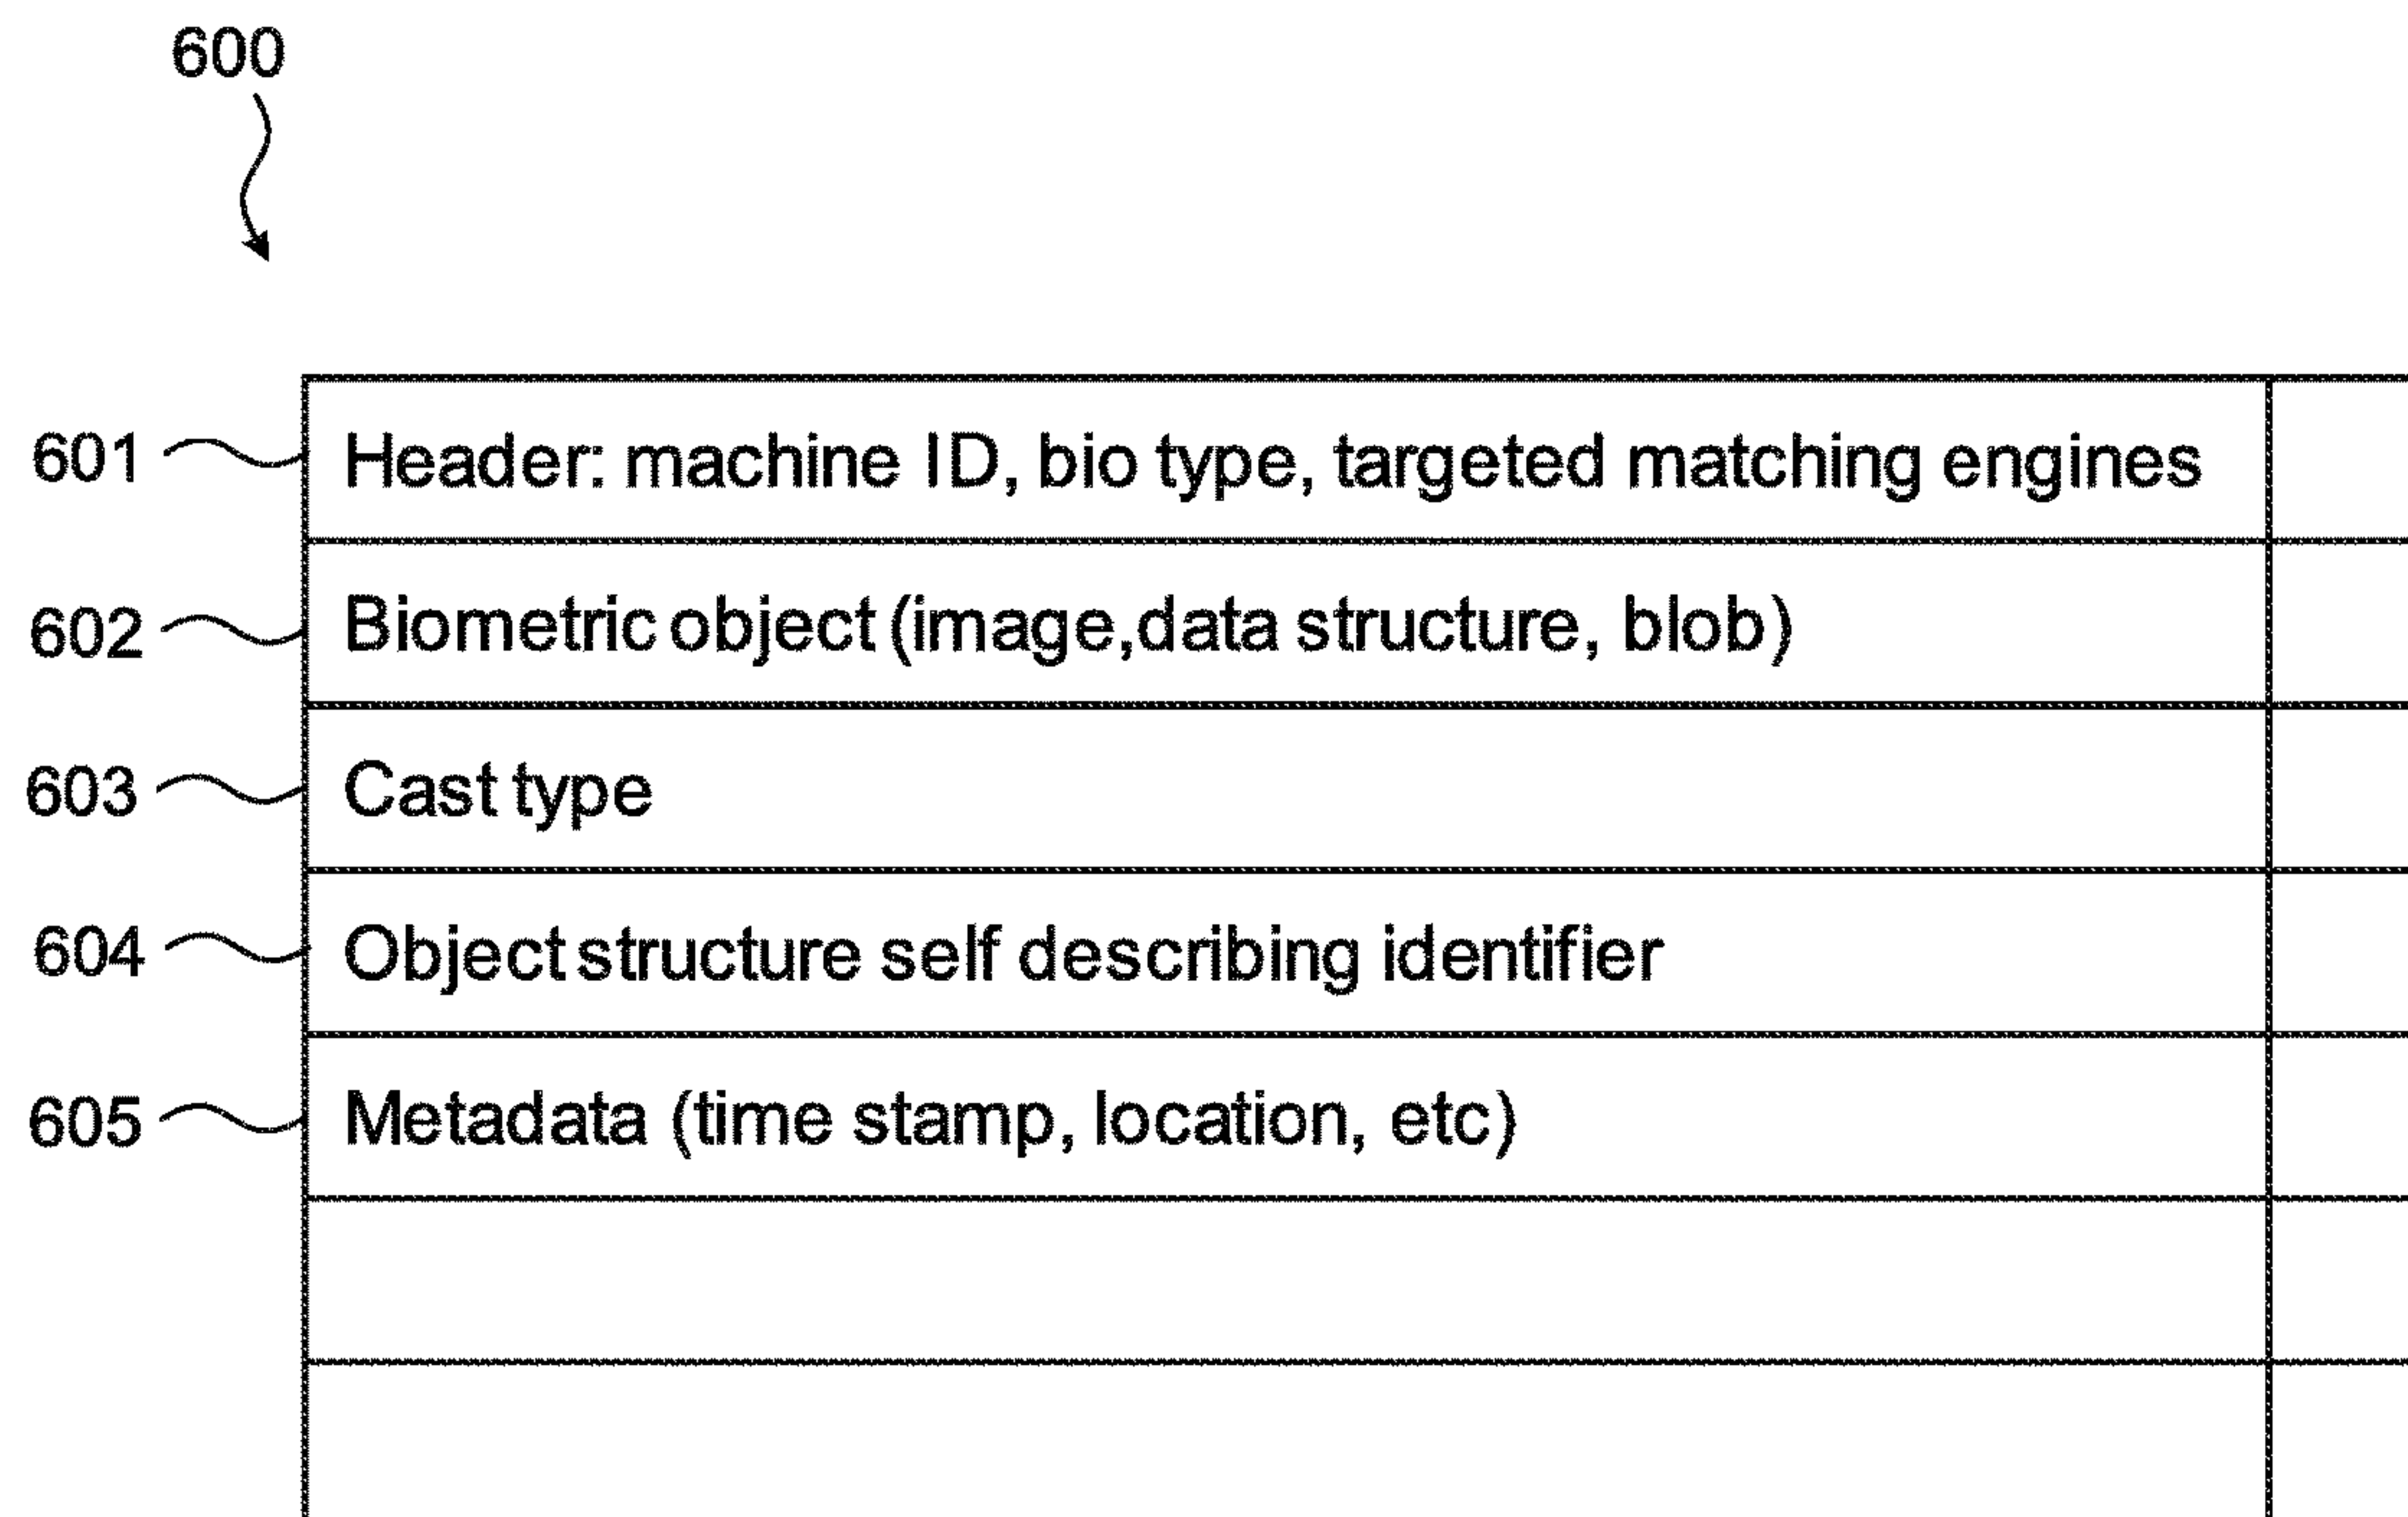 600
601 Header: machine ID, bio type, targeted matching engines
602 Biometric object (image,data structure, blob)
603 Cast type
604 Object structure self describing identifier
605 Metadata (time stamp, location, etc)